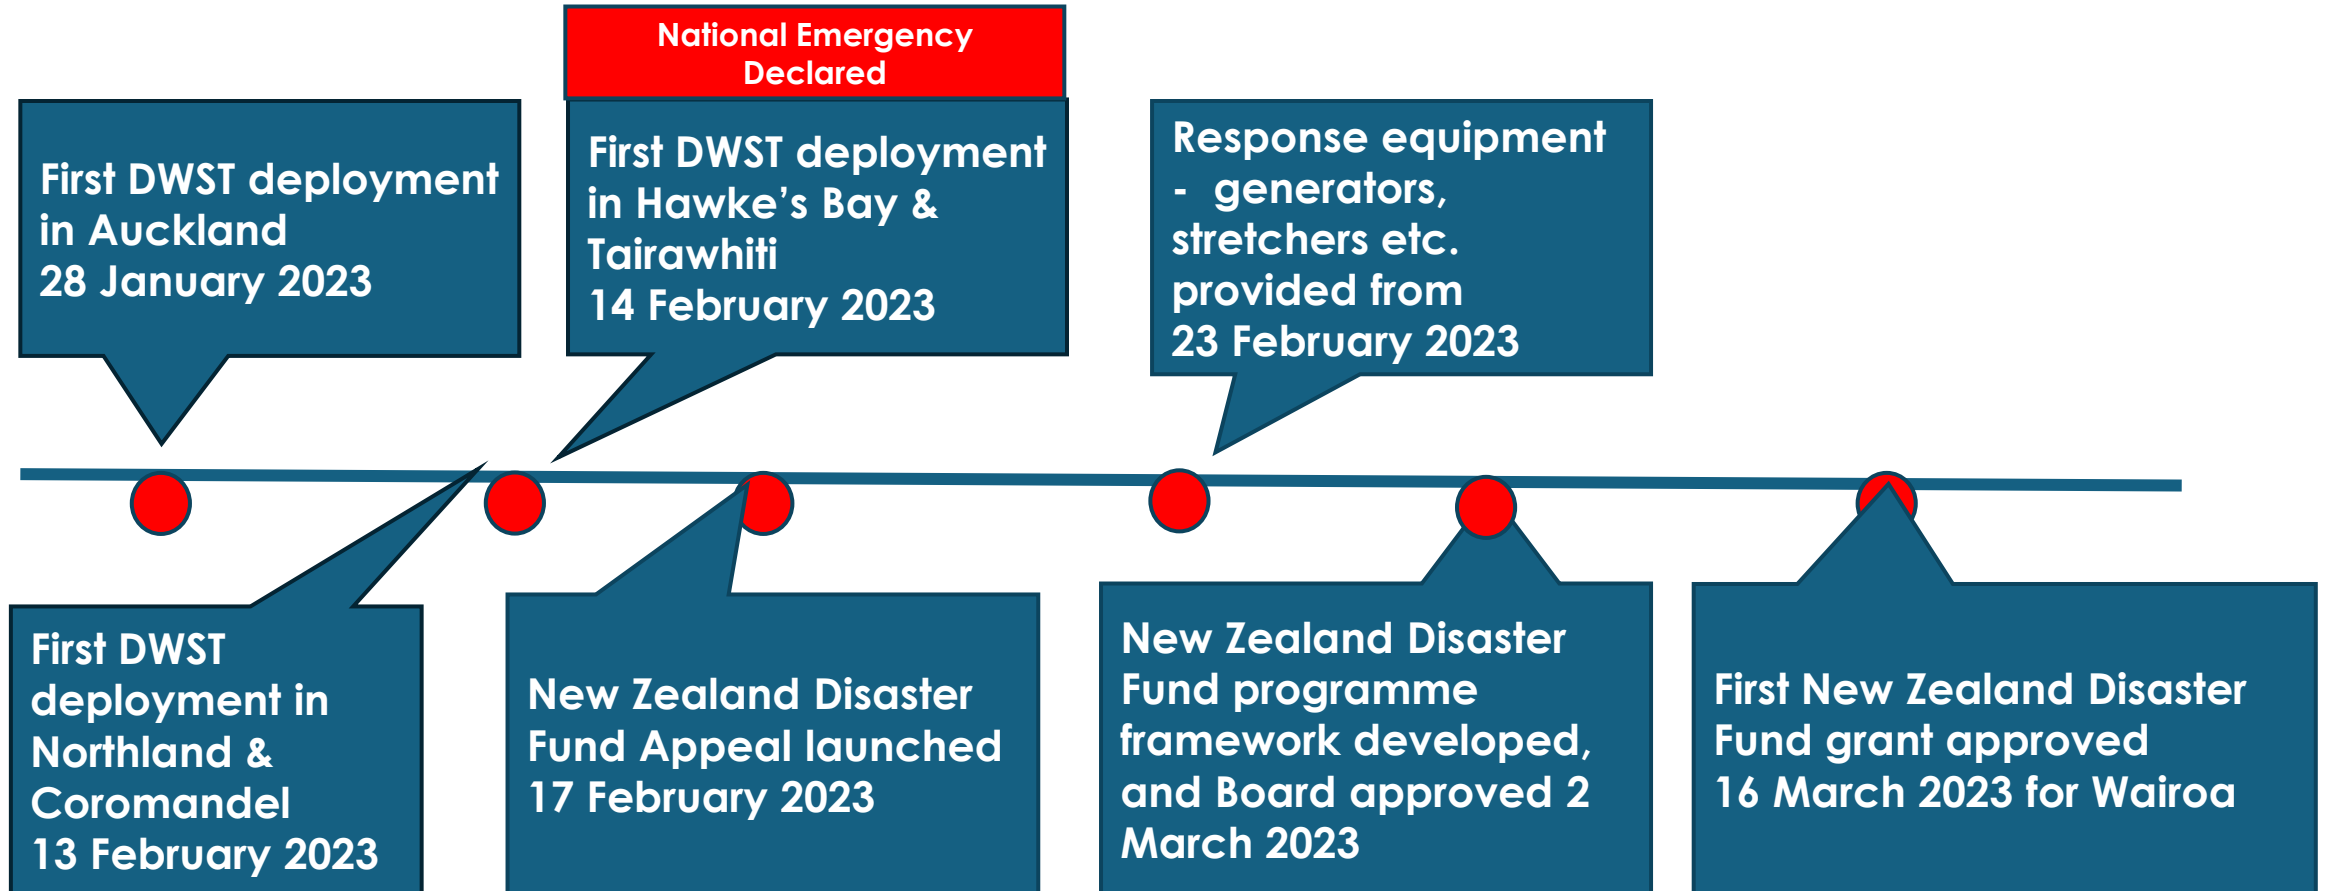 National Emergency
Declared
First DWST deployment
in Auckland
28 January 2023
First DWST deployment
in Hawke’s Bay &
Tairawhiti
14 February 2023
Response equipment
- generators,
stretchers etc.
provided from
23 February 2023
First DWST
deployment in
Northland &
Coromandel
13 February 2023
New Zealand Disaster
Fund Appeal launched
17 February 2023
New Zealand Disaster
Fund programme
framework developed,
and Board approved 2
March 2023
First New Zealand Disaster
Fund grant approved
16 March 2023 for Wairoa